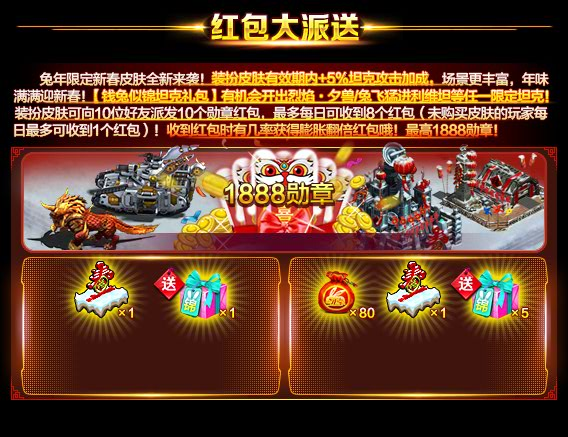 红包大派送
兔年限定新春皮肤全新来袭！装扮皮肤有效期内+5%坦克攻击加成，场景更丰富，年味
满满迎新春！【钱兔似锦坦克礼包】有机会开出烈焰·夕兽/兔飞猛进利维坦等任一限定坦克！
装扮皮肤可向10位好友派发10个勋章红包，最多每日可收到8个红包（未购买皮肤的玩家每
日最多可收到1个红包）！收到红包时有几率获得膨胀翻倍红包哦！最高1888勋章！
1888勋章
×1
送
锦
×1
×80
×1
送
锦
×5